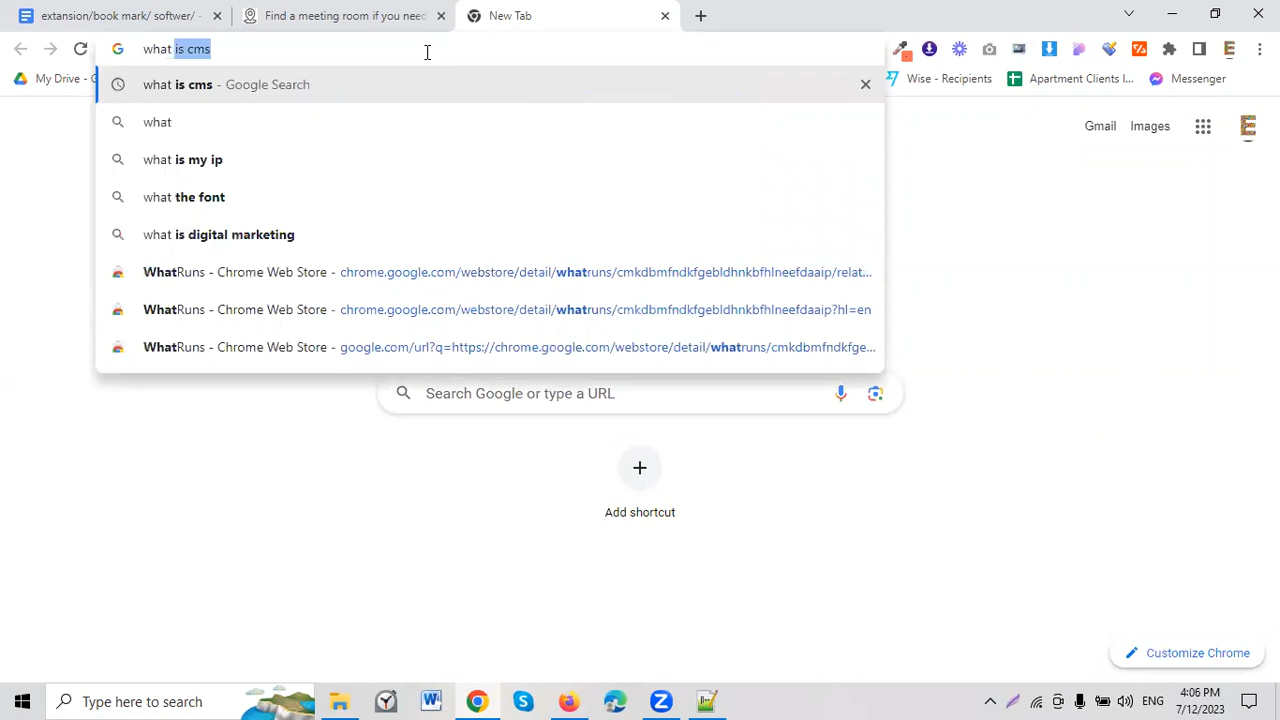 extansion/book mark/ softwer/ -
Find a meeting room if you need
New Tab
what is cms
My Drive - G
Wise - Recipients
Apartment Clients I...
Messenger
what is cms - Google Search
what
what is my ip
what the font
what is digital marketing
WhatRuns - Chrome Web Store - chrome.google.com/webstore/detail/whatruns/cmkdbmfndkfgebldhnkbfhlneefdaaip/relat...
WhatRuns - Chrome Web Store - chrome.google.com/webstore/detail/whatruns/cmkdbmfndkfgebldhnkbfhlneefdaaip?hl=en
WhatRuns - Chrome Web Store - google.com/url?q=https://chrome.google.com/webstore/detail/whatruns/cmkdbmfndkfge...
Gmail Images
Search Google or type a URL
Add shortcut
Customize Chrome
Type here to search
ENG
4:06 PM
7/12/2023